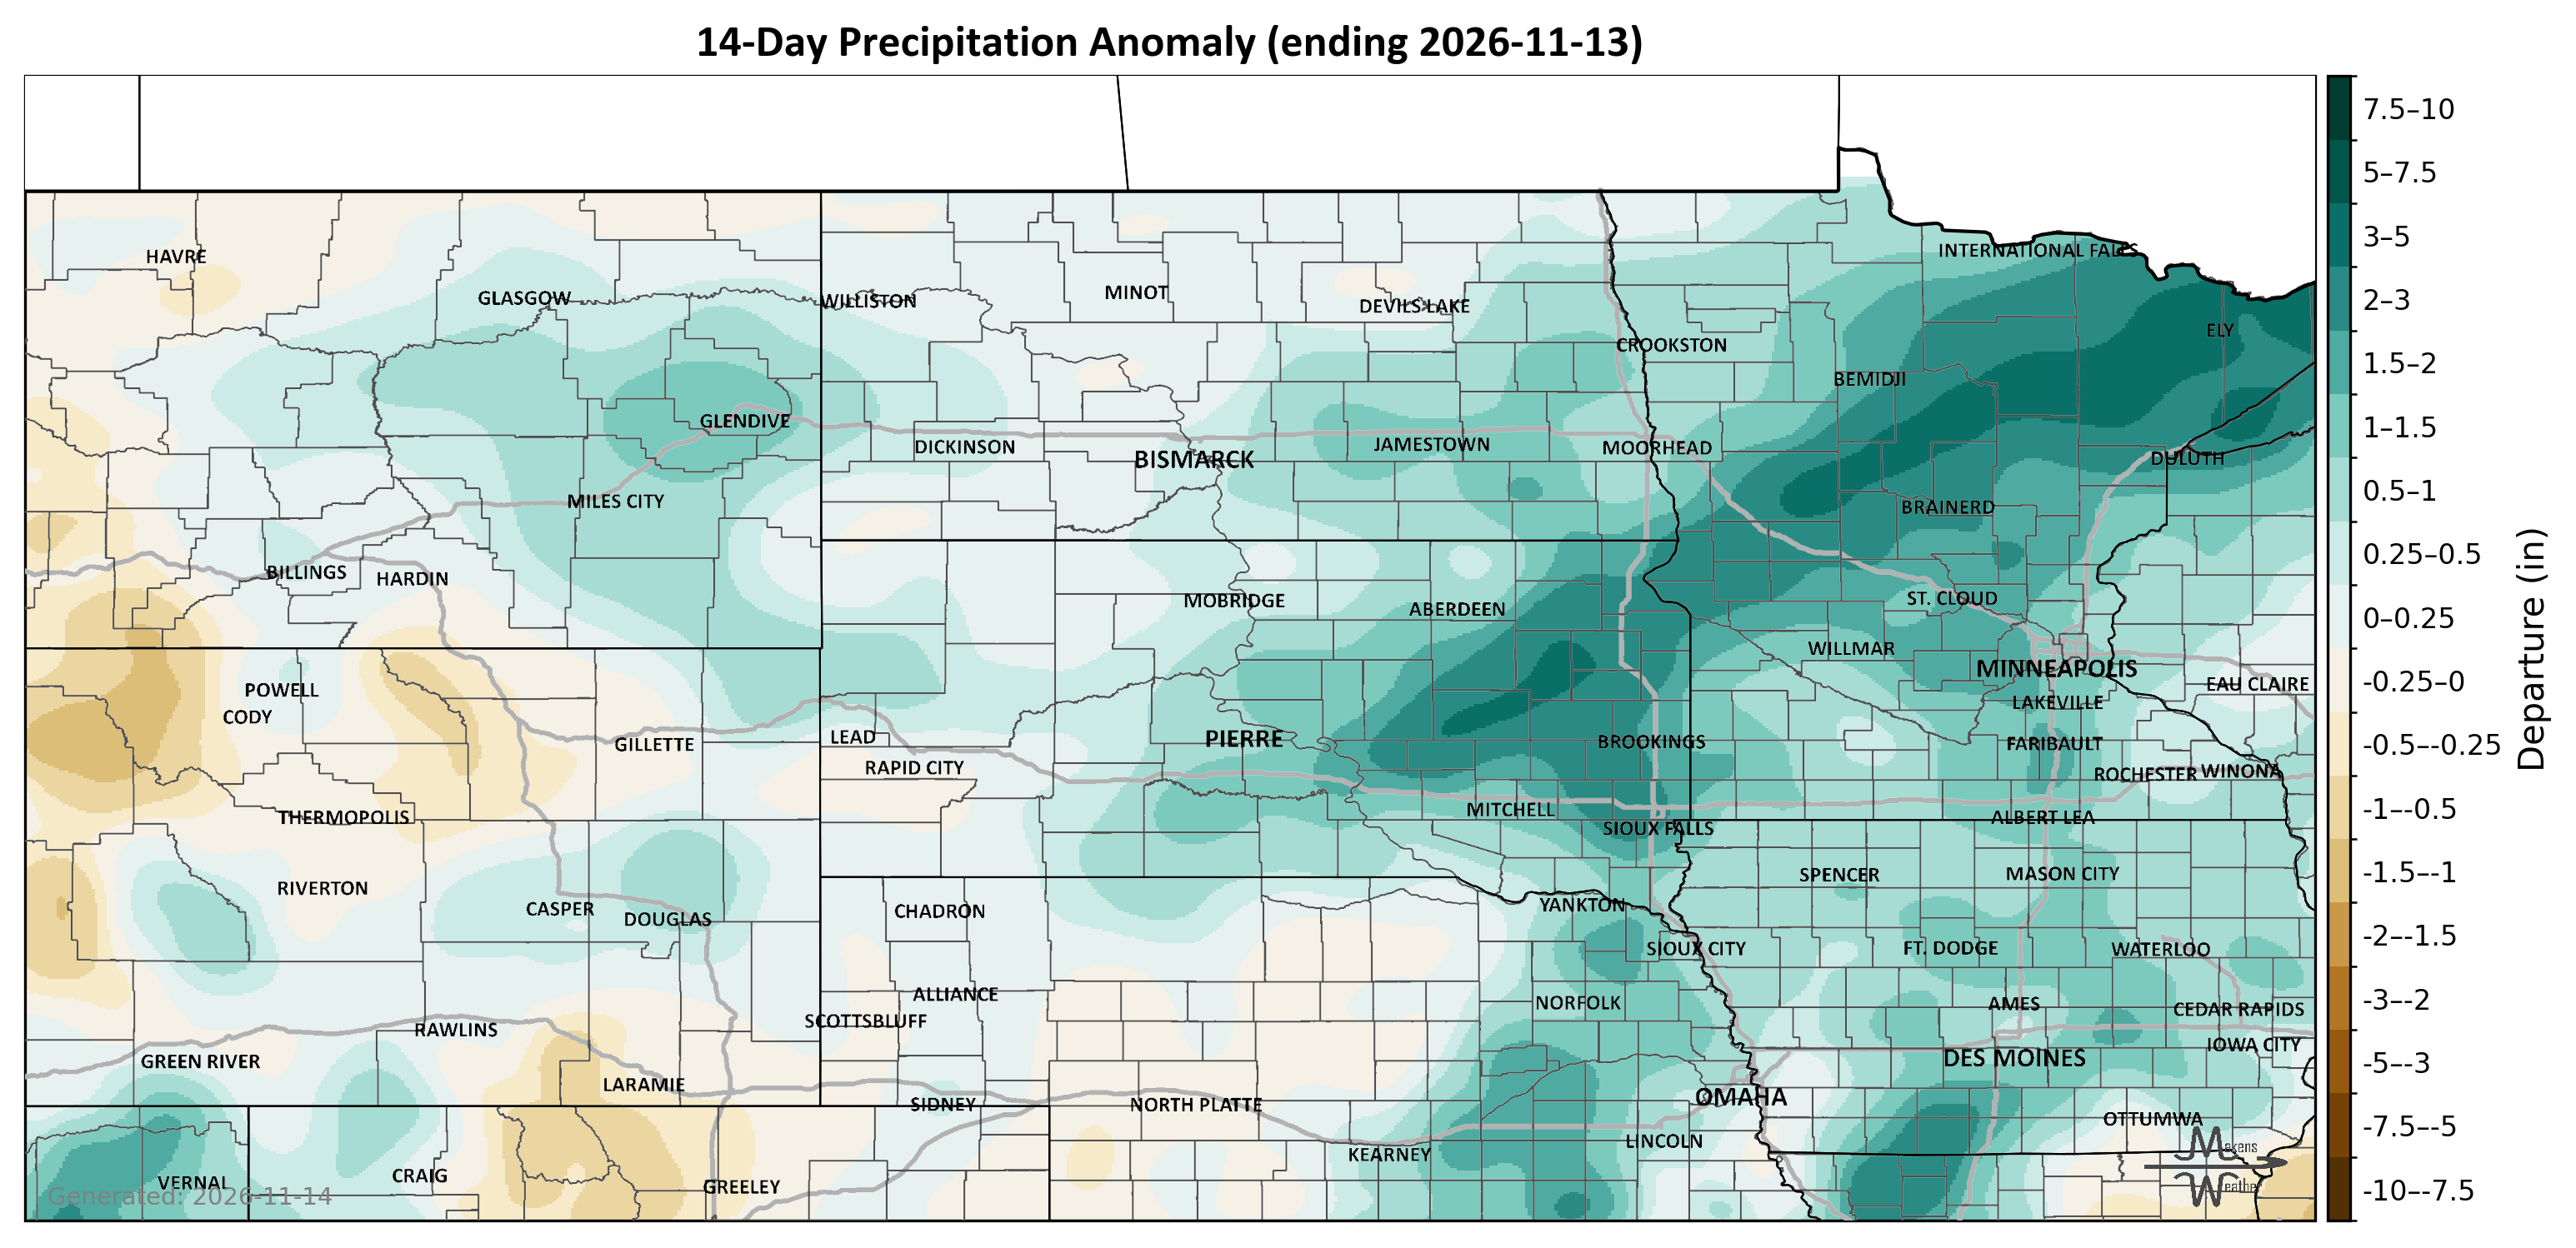 14-Day Precipitation Anomaly (ending 2026-11-13)
7.5–10
5–7.5
3–5
2–3
1.5–2
1–1.5
0.5–1
0.25–0.5
0–0.25
-0.25–0
-0.5–-0.25
-1–-0.5
-1.5–-1
-2–-1.5
-3–-2
-5–-3
-7.5–-5
-10–-7.5
Departure (in)
INTERNATIONAL FALLS
HAVRE
GLASGOW
WILLISTON
MINOT
DEVILS LAKE
ELY
CROOKSTON
BEMIDJI
GLENDIVE
DICKINSON
BISMARCK
JAMESTOWN
MOORHEAD
DULUTH
MILES CITY
BRAINERD
BILLINGS
HARDIN
MOBRIDGE
ABERDEEN
ST. CLOUD
WILLMAR
MINNEAPOLIS
POWELL
EAU CLAIRE
CODY
LAKEVILLE
GILLETTE
LEAD
PIERRE
BROOKINGS
FARIBAULT
RAPID CITY
ROCHESTER
WINONA
THERMOPOLIS
MITCHELL
SIOUX FALLS
ALBERT LEA
RIVERTON
SPENCER
MASON CITY
CASPER
DOUGLAS
CHADRON
YANKTON
SIOUX CITY
FT. DODGE
WATERLOO
ALLIANCE
NORFOLK
AMES
CEDAR RAPIDS
SCOTTSBLUFF
RAWLINS
IOWA CITY
GREEN RIVER
DES MOINES
LARAMIE
SIDNEY
NORTH PLATTE
OMAHA
OTTUMWA
LINCOLN
KEARNEY
VERNAL
CRAIG
GREELEY
Makens
Weather
Generated: 2026-11-14